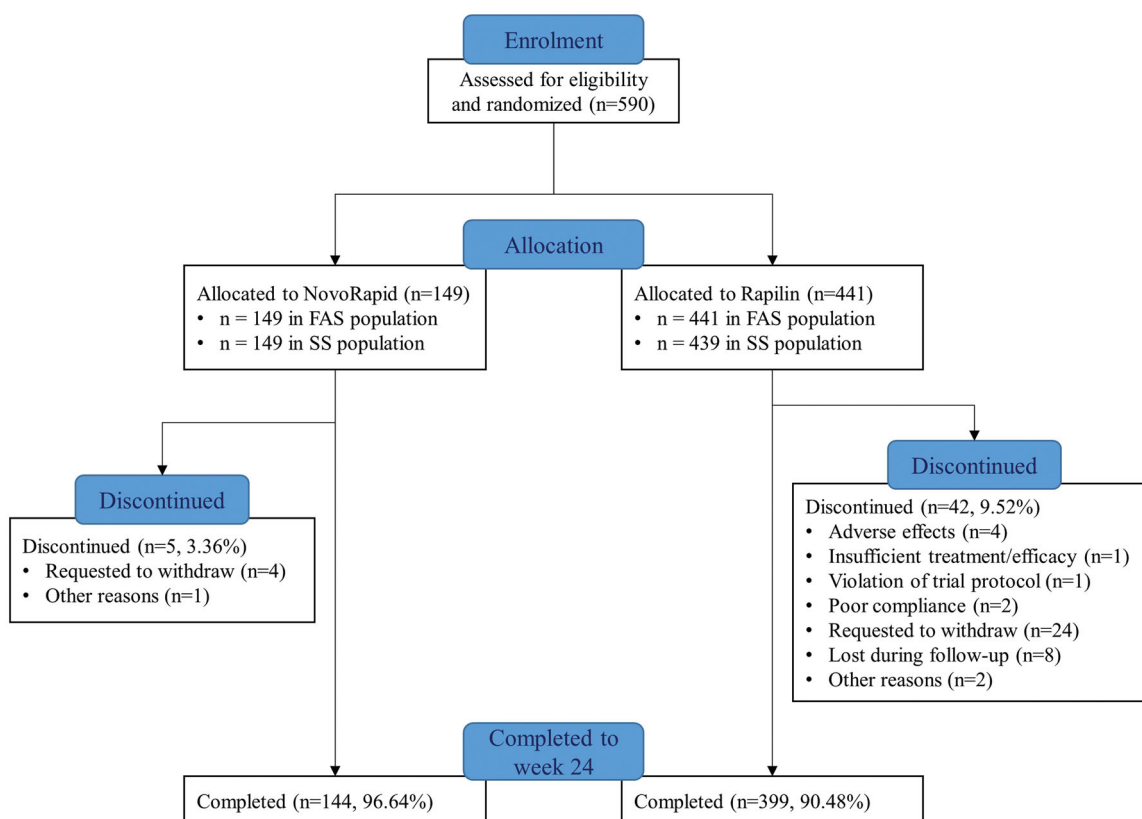 Enrolment
Assessed for eligibility
and randomized (n=590)
Allocation
Allocated to NovoRapid (n=149)
• n = 149 in FAS population
• n = 149 in SS population
Allocated to Rapilin (n=441)
• n = 441 in FAS population
• n = 439 in SS population
Discontinued
Discontinued (n=5, 3.36%)
• Requested to withdraw (n=4)
• Other reasons (n=1)
Discontinued
Discontinued (n=42, 9.52%)
• Adverse effects (n=4)
• Insufficient treatment/efficacy (n=1)
• Violation of trial protocol (n=1)
• Poor compliance (n=2)
• Requested to withdraw (n=24)
• Lost during follow-up (n=8)
• Other reasons (n=2)
Completed to
week 24
Completed (n=144, 96.64%)
Completed (n=399, 90.48%)